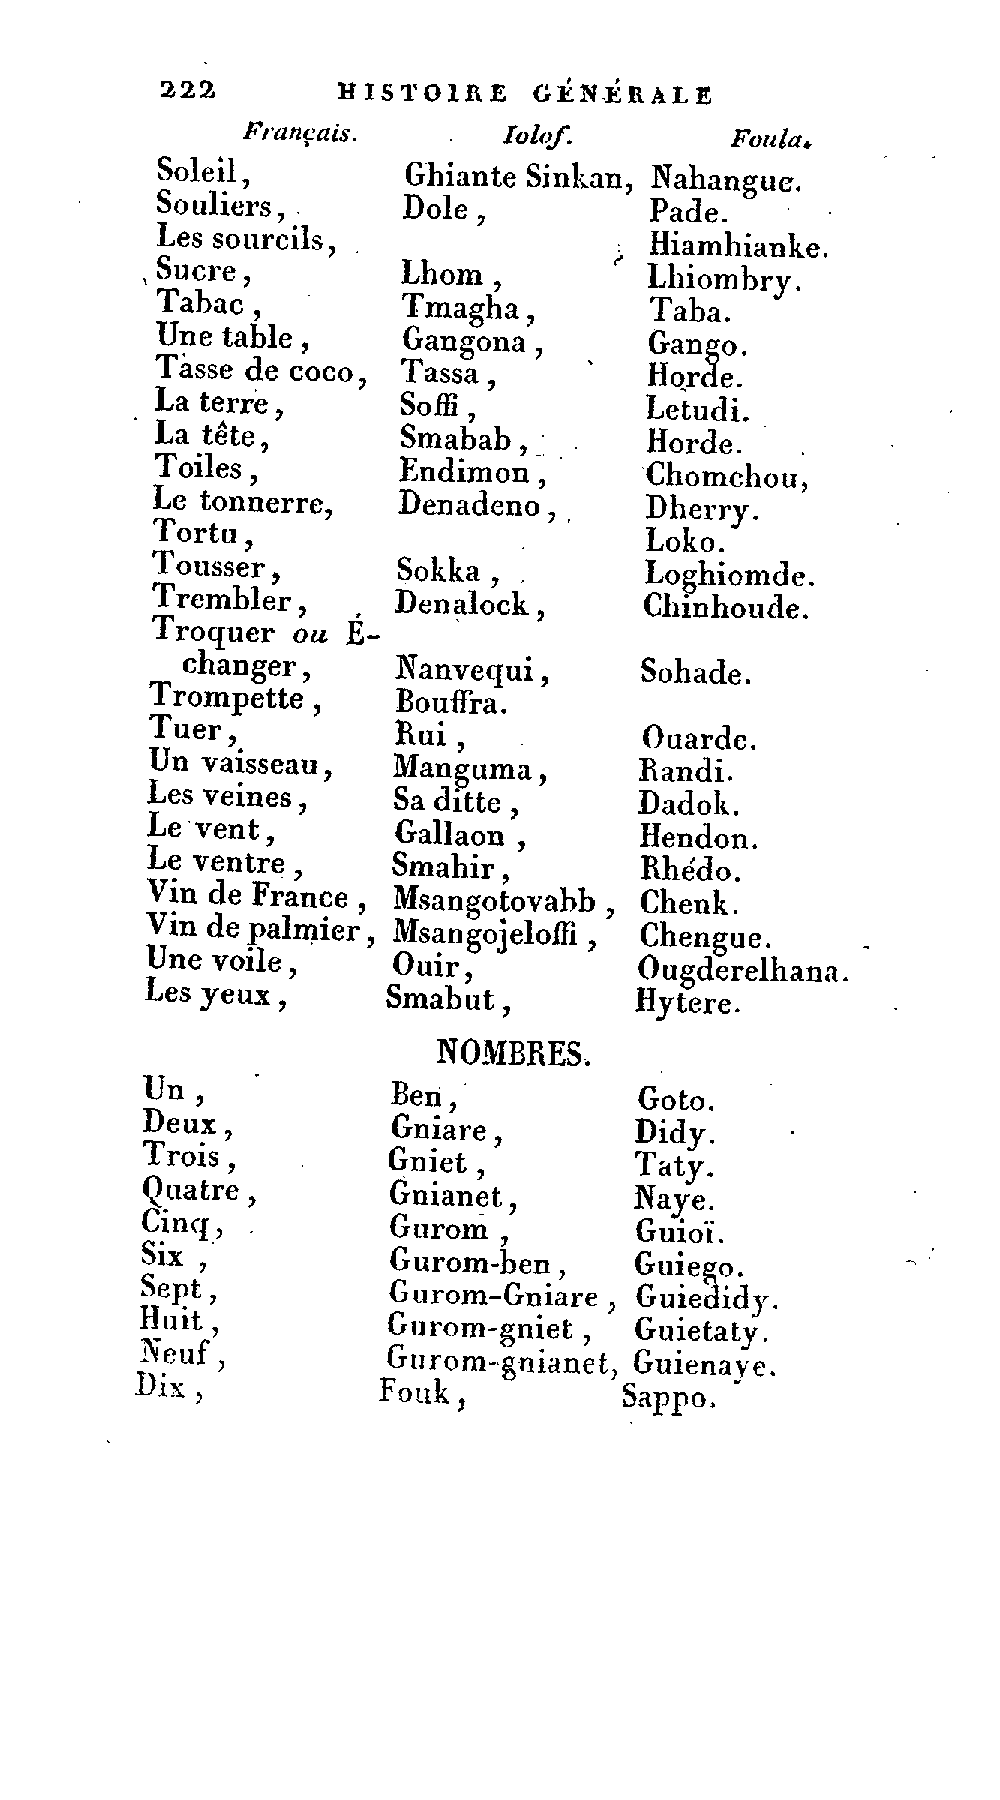 222 HISTOIRE GÉNÉRALE
Français. Iolof. Foula.
Soleil, Ghiante Sinkan, Nahangue.
Souliers, Dole, Pade.
Les sourcils, Hiamhianke.
Sucre, Lhom, Lhiombry.
Tabac, Tmagha, Taba.
Une table, Gangona, Gango.
Tasse de coco, Tassa, Horde.
La terre, Soffi, Letudi.
La tête, Smabab, Horde.
Toiles, Endimon, Chomchou,
Le tonnerre, Denadeno, Dherry.
Tortu, Loko.
Tousser, Sokka, Loghiomde.
Trembler, Denalock, Chinhoude.
Troquer ou É-
changer, Nanvequi, Sohade.
Trompette, Bouffra.
Tuer, Rui, Ouarde.
Un vaisseau, Manguma, Randi.
Les veines, Sa ditte, Dadok.
Le vent, Gallaon, Hendon.
Le ventre, Smahir, Rhédo.
Vin de France, Msangotovabb, Chenk.
Vin de palmier, Msangojeloffi, Chengue.
Une voile, Ouir, Ougderelhana.
Les yeux, Smabut, Hytere.
NOMBRES.
Un, Ben, Goto.
Deux, Gniare, Didy.
Trois, Gniet, Taty.
Quatre, Gnianet, Naye.
Cinq, Gurom, Guioï.
Six, Gurom-ben, Guiego.
Sept, Gurom-Gniare, Guiedidy.
Huit, Gurom-gniet, Guietaty.
Neuf, Gurom-gnianet, Guienaye.
Dix, Fouk, Sappo.